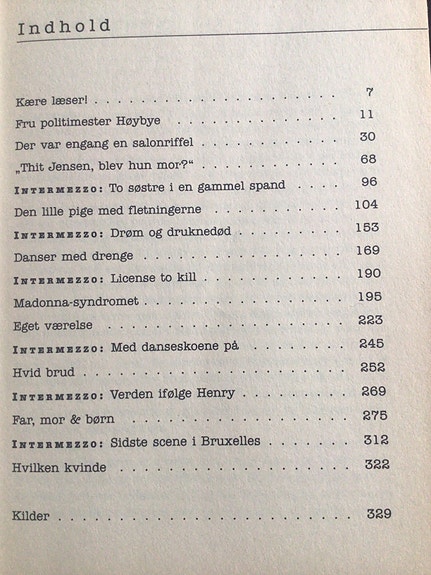 Indhold
Kære læser! . . . . . . . . . . . . . . . . . . . . . 7
Fru politimester Høybye . . . . . . . . . . . . . . . 11
Der var engang en salonriffel . . . . . . . . . . . . 30
„Thit Jensen, blev hun mor?“ . . . . . . . . . . . . 68
INTERMEZZO: To søstre i en gammel spand . . . . . 96
Den lille pige med fletningerne . . . . . . . . . . . 104
INTERMEZZO: Drøm og druknedød . . . . . . . . . . 153
Danser med drenge . . . . . . . . . . . . . . . . . . 169
INTERMEZZO: License to kill . . . . . . . . . . . . . 190
Madonna-syndromet . . . . . . . . . . . . . . . . . . 195
Eget værelse . . . . . . . . . . . . . . . . . . . . 223
INTERMEZZO: Med danseskoene på . . . . . . . . . 245
Hvid brud . . . . . . . . . . . . . . . . . . . . . . 252
INTERMEZZO: Verden ifølge Henry . . . . . . . . . . 269
Far, mor & børn . . . . . . . . . . . . . . . . . . . 275
INTERMEZZO: Sidste scene i Bruxelles . . . . . . . . 312
Hvilken kvinde . . . . . . . . . . . . . . . . . . . 322
Kilder . . . . . . . . . . . . . . . . . . . . . . . 329